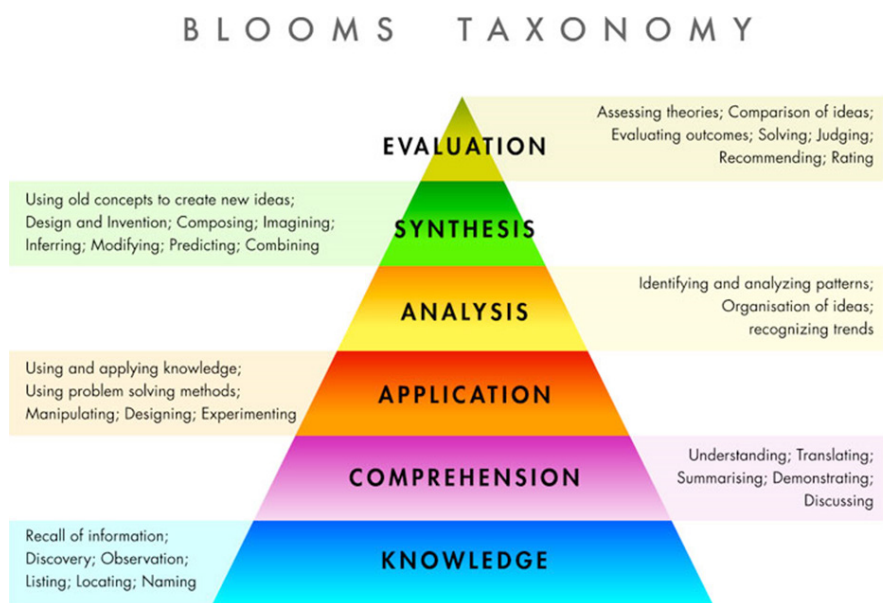 BLOOMS TAXONOMY
EVALUATION
Assessing theories; Comparison of ideas;
Evaluating outcomes; Solving; Judging;
Recommending; Rating
Using old concepts to create new ideas;
Design and Invention; Composing; Imagining;
Inferring; Modifying; Predicting; Combining
SYNTHESIS
ANALYSIS
Identifying and analyzing patterns;
Organisation of ideas;
recognizing trends
Using and applying knowledge;
Using problem solving methods;
Manipulating; Designing; Experimenting
APPLICATION
COMPREHENSION
Understanding; Translating;
Summarising; Demonstrating;
Discussing
Recall of information;
Discovery; Observation;
Listing; Locating; Naming
KNOWLEDGE